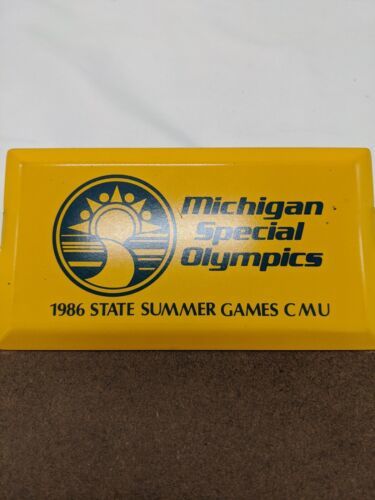 Michigan
Special
Olympics
1986 STATE SUMMER GAMES CMU